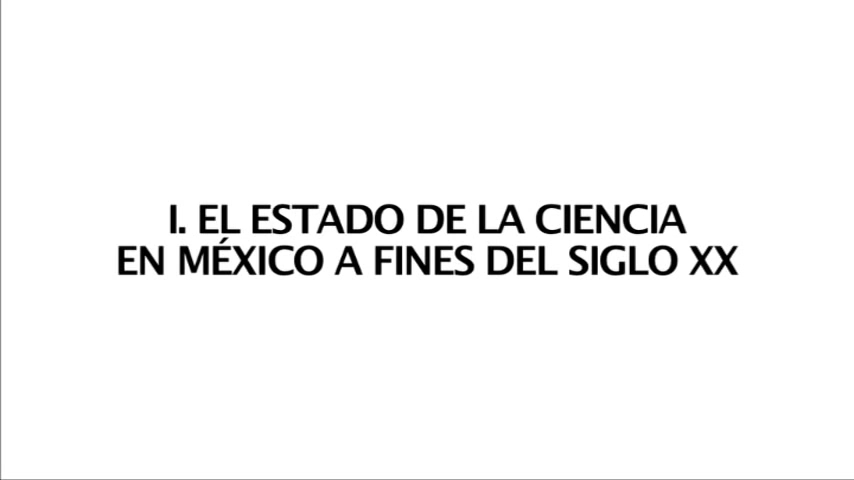 I. EL ESTADO DE LA CIENCIA
EN MÉXICO A FINES DEL SIGLO XX